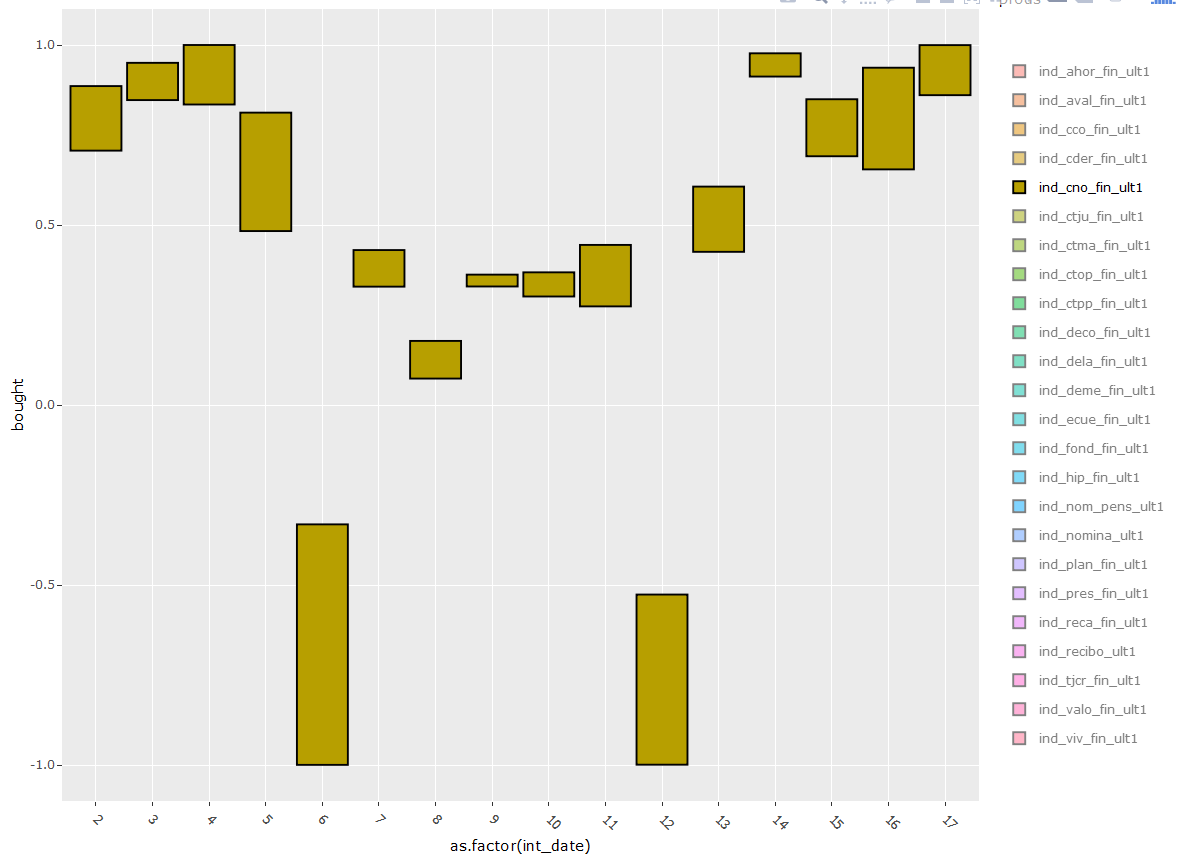 prods
1.0
0.5
0.0
-0.5
-1.0
bought
2 3 4 5 6 7 8 9 10 11 12 13 14 15 16 17
as.factor(int_date)
ind_ahor_fin_ult1
ind_aval_fin_ult1
ind_cco_fin_ult1
ind_cder_fin_ult1
ind_cno_fin_ult1
ind_ctju_fin_ult1
ind_ctma_fin_ult1
ind_ctop_fin_ult1
ind_ctpp_fin_ult1
ind_deco_fin_ult1
ind_dela_fin_ult1
ind_deme_fin_ult1
ind_ecue_fin_ult1
ind_fond_fin_ult1
ind_hip_fin_ult1
ind_nom_pens_ult1
ind_nomina_ult1
ind_plan_fin_ult1
ind_pres_fin_ult1
ind_reca_fin_ult1
ind_recibo_ult1
ind_tjcr_fin_ult1
ind_valo_fin_ult1
ind_viv_fin_ult1